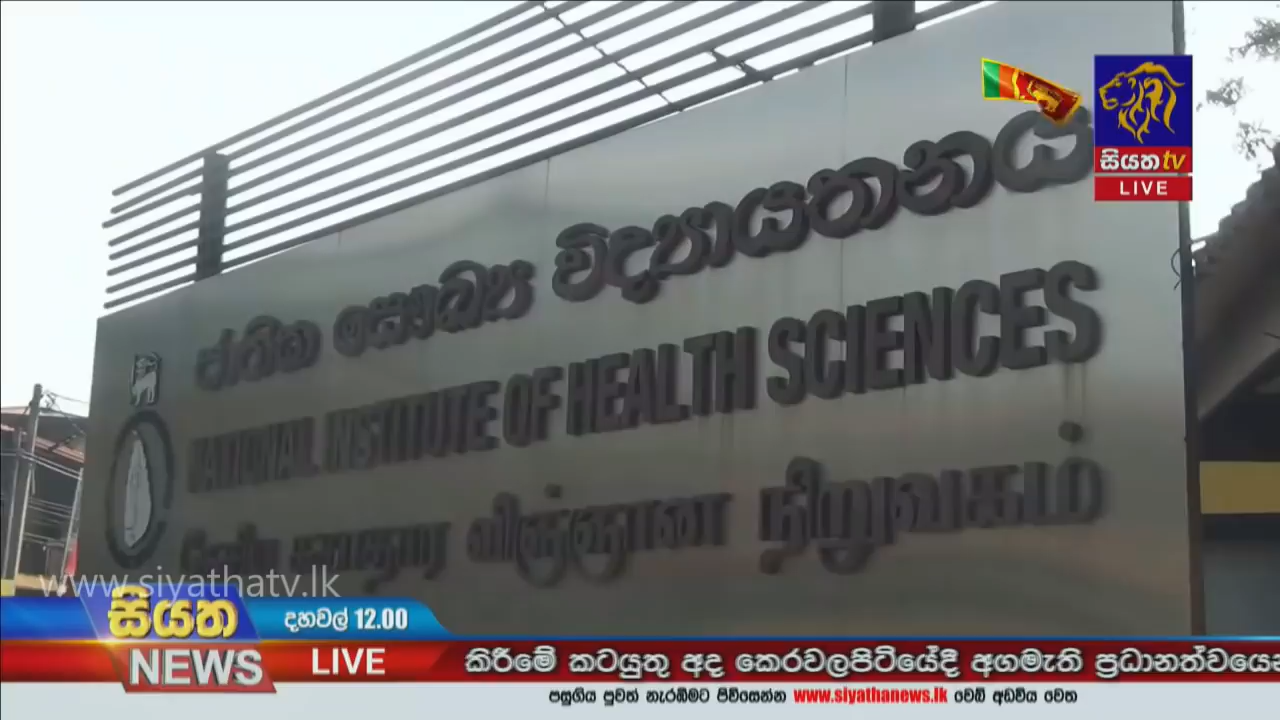 සියත tv
LIVE
ජාතික සෞඛ්‍ය විද්‍යායතනය
NATIONAL INSTITUTE OF HEALTH SCIENCES
தேசிய சுகாதார விஞ்ஞான நிறுவகம்
www.siyathatv.lk
සියත
දහවල් 12.00
NEWS
LIVE
කිරීමේ කටයුතු අද කෙරවලපිටියේදී අගමැති ප්‍රධානත්වයෙන්
පසුගිය පුවත් නැරඹීමට පිවිසෙන්න www.siyathanews.lk වෙබ් අඩවිය වෙත